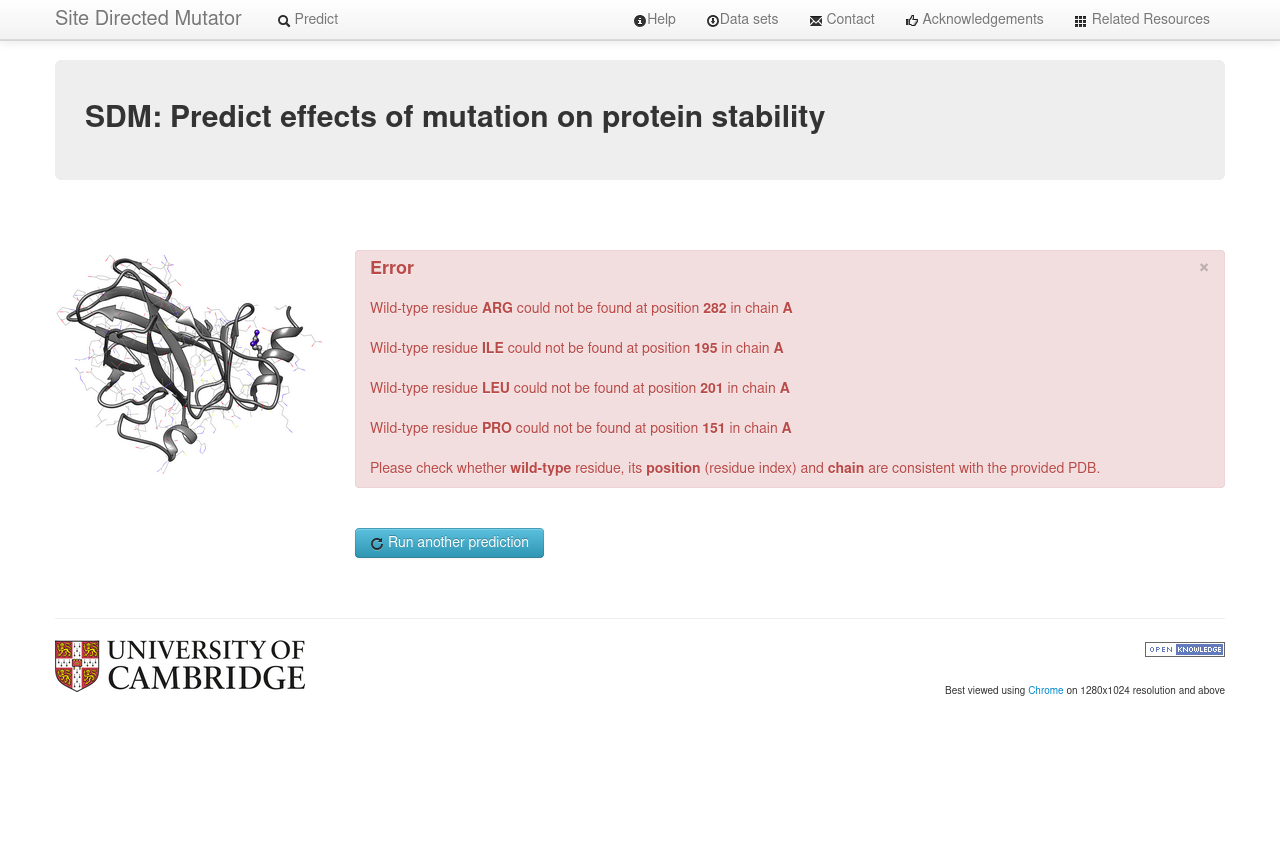 Site Directed Mutator
Predict
Help
Data sets
Contact
Acknowledgements
Related Resources
SDM: Predict effects of mutation on protein stability
Error
×
Wild-type residue ARG could not be found at position 282 in chain A
Wild-type residue ILE could not be found at position 195 in chain A
Wild-type residue LEU could not be found at position 201 in chain A
Wild-type residue PRO could not be found at position 151 in chain A
Please check whether wild-type residue, its position (residue index) and chain are consistent with the provided PDB.
Run another prediction
UNIVERSITY OF
CAMBRIDGE
OPEN KNOWLEDGE
Best viewed using Chrome on 1280x1024 resolution and above